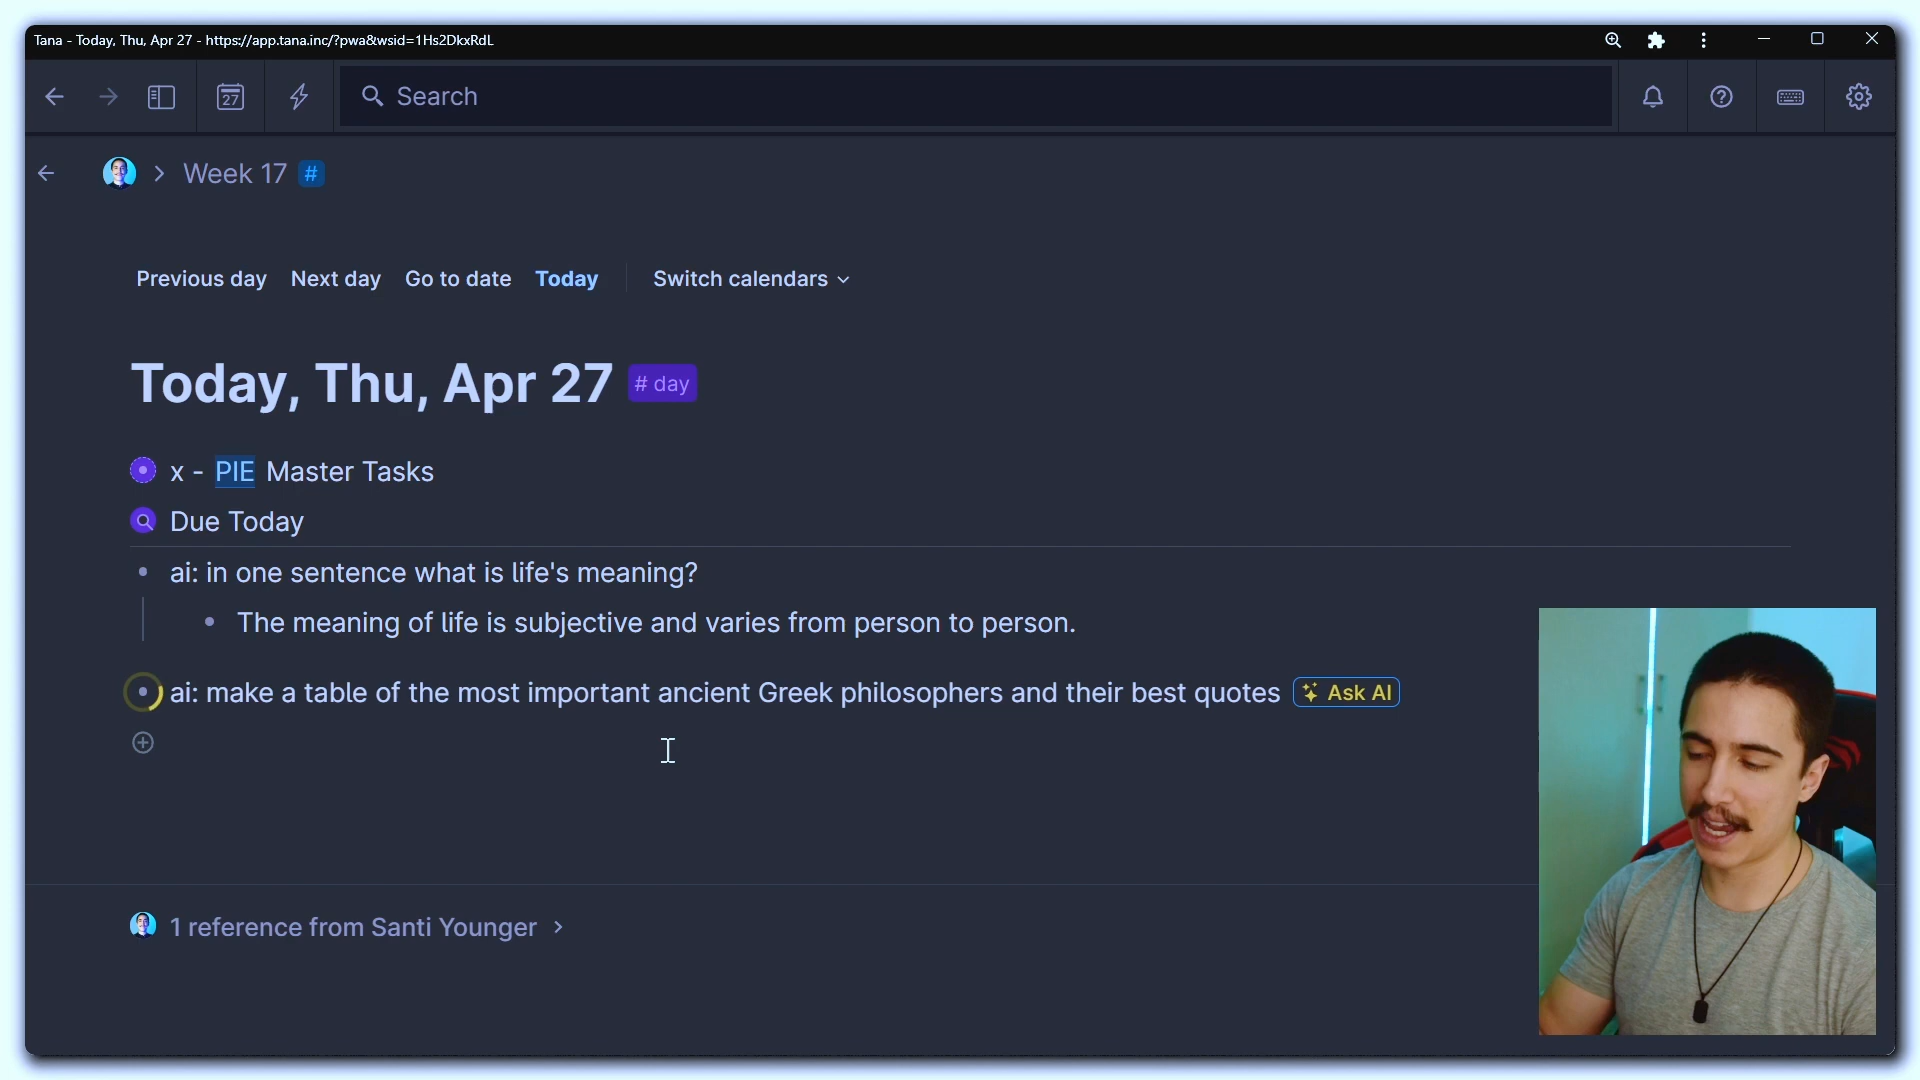 Tana - Today, Thu, Apr 27 - https://app.tana.inc/?pwa&wsid=1Hs2DkxRdL
27
Search
Week 17 #
Previous day Next day Go to date Today Switch calendars
Today, Thu, Apr 27 # day
x - PIE Master Tasks
Due Today
ai: in one sentence what is life's meaning?
The meaning of life is subjective and varies from person to person.
ai: make a table of the most important ancient Greek philosophers and their best quotes Ask AI
1 reference from Santi Younger